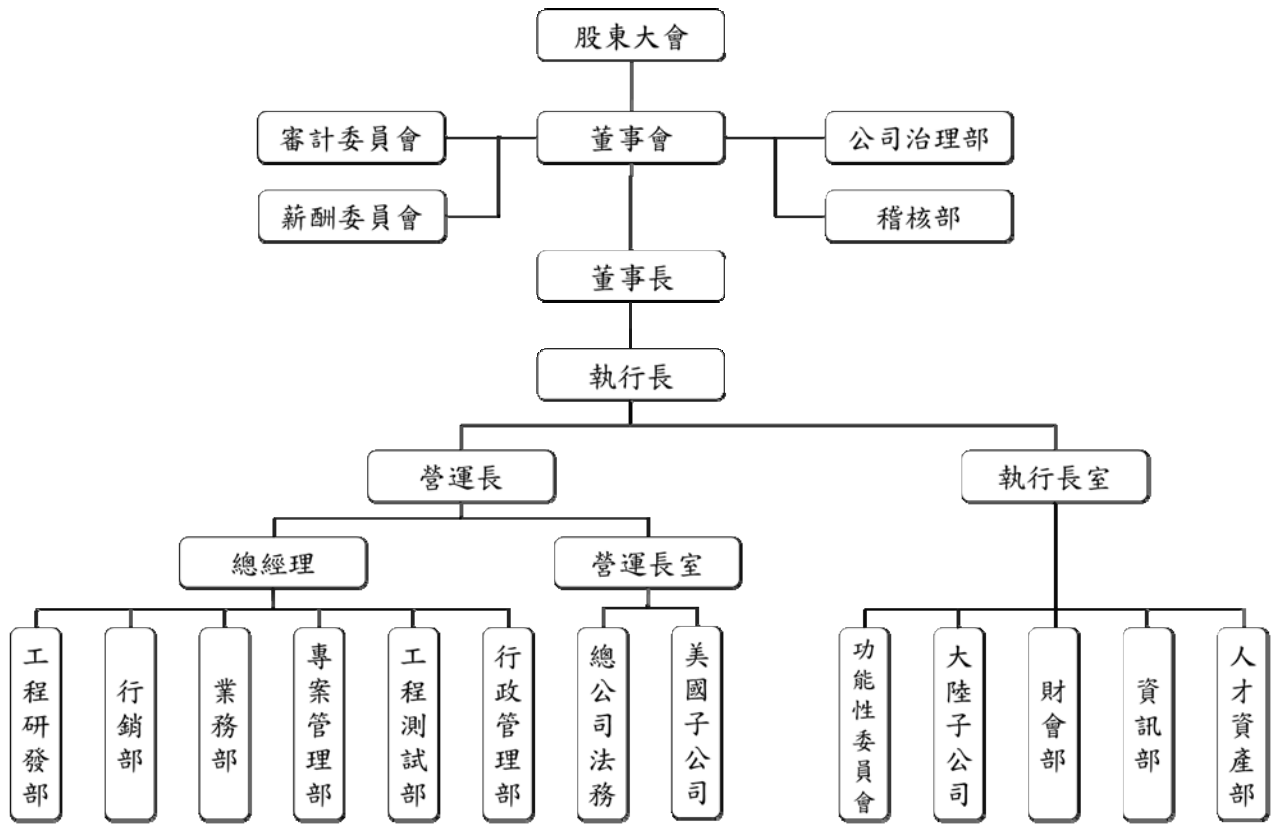 股東大會
審計委員會
董事會
公司治理部
薪酬委員會
稽核部
董事長
執行長
營運長
執行長室
總經理
營運長室
工程研發部
行銷部
業務部
專案管理部
工程測試部
行政管理部
總公司法務
美國子公司
功能性委員會
大陸子公司
財會部
資訊部
人才資產部